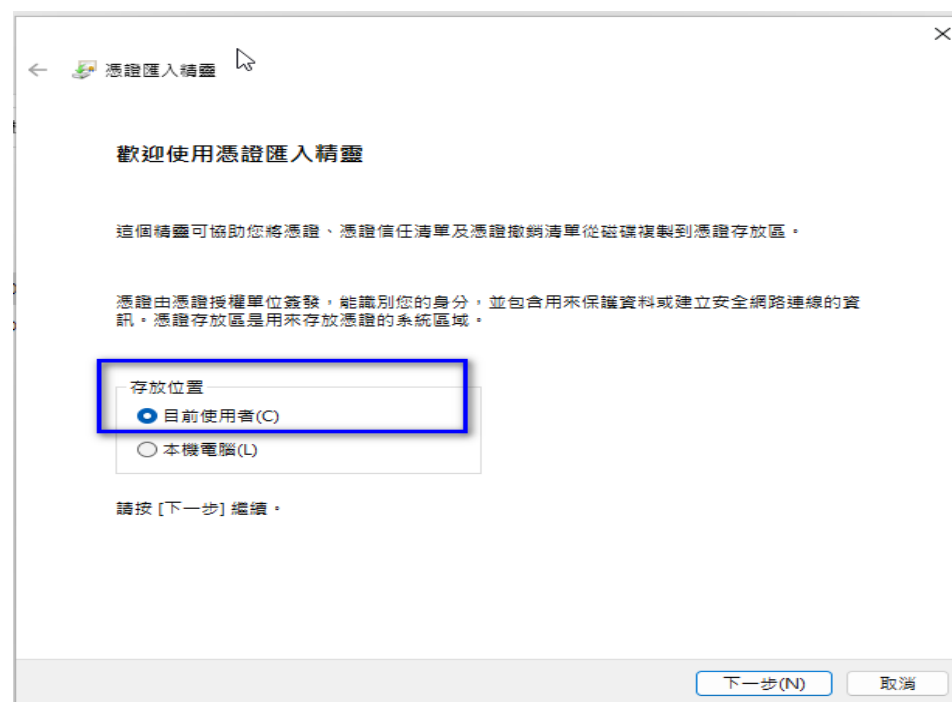 憑證匯入精靈
歡迎使用憑證匯入精靈
這個精靈可協助您將憑證、憑證信任清單及憑證撤銷清單從磁碟複製到憑證存放區。
憑證由憑證授權單位簽發，能識別您的身分，並包含用來保護資料或建立安全網路連線的資
訊。憑證存放區是用來存放憑證的系統區域。
存放位置
目前使用者(C)
本機電腦(L)
請按 [下一步] 繼續。
下一步(N)
取消